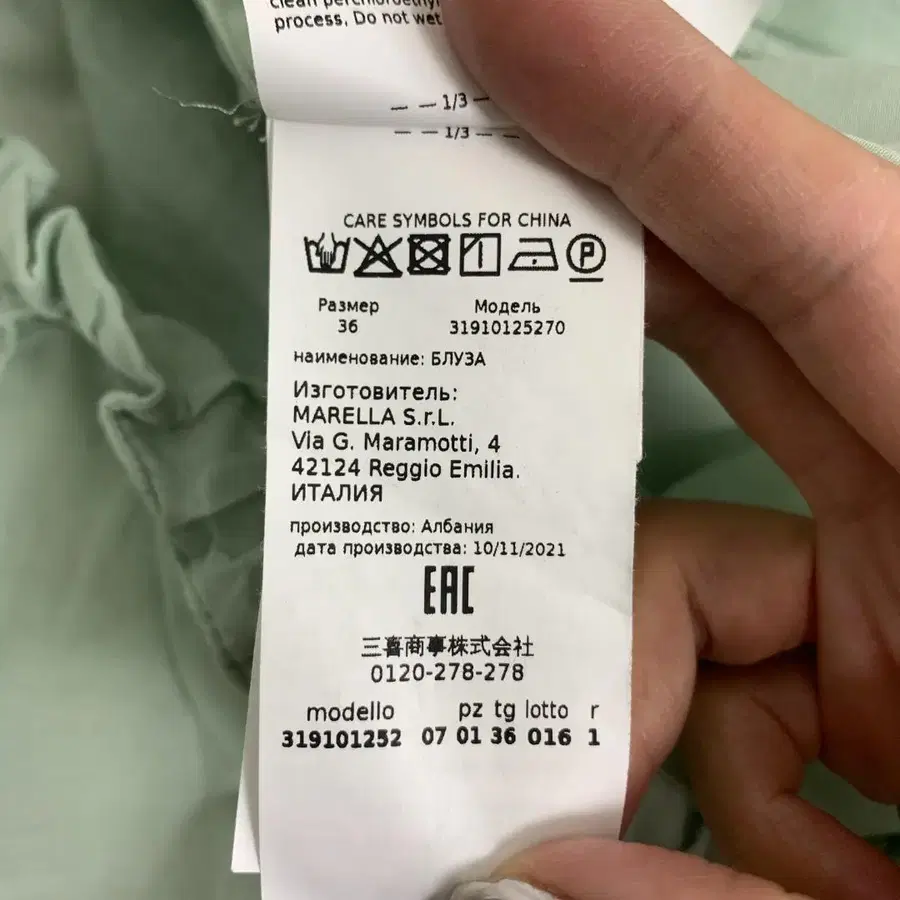 process. Do not wet
— — 1/3 —
— — 1/3 — —
CARE SYMBOLS FOR CHINA
P
Размер Модель
36 31910125270
наименование: БЛУЗА
Изготовитель:
MARELLA S.r.L.
Via G. Maramotti, 4
42124 Reggio Emilia.
ИТАЛИЯ
производство: Албания
дата производства: 10/11/2021
EAC
三喜商事株式会社
0120-278-278
modello pz tg lotto r
319101252 07 01 36 016 1